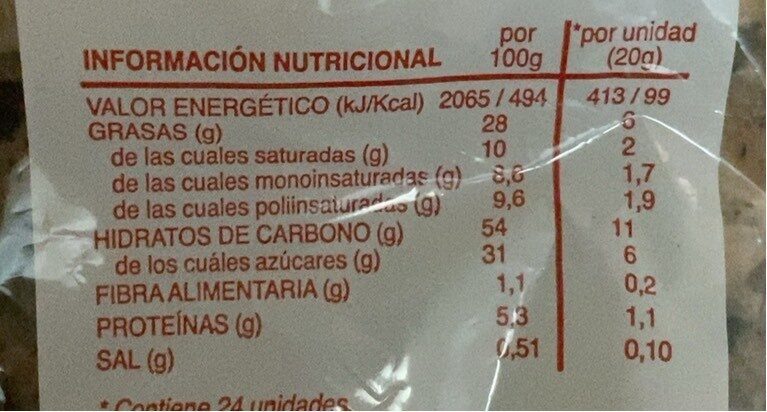 INFORMACIÓN NUTRICIONAL por 100g *por unidad (20g)
VALOR ENERGÉTICO (kJ/Kcal) 2065 / 494 413 / 99
GRASAS (g) 28 6
de las cuales saturadas (g) 10 2
de las cuales monoinsaturadas (g) 8,6 1,7
de las cuales poliinsaturadas (g) 9,6 1,9
HIDRATOS DE CARBONO (g) 54 11
de los cuáles azúcares (g) 31 6
FIBRA ALIMENTARIA (g) 1,1 0,2
PROTEÍNAS (g) 5,3 1,1
SAL (g) 0,51 0,10
* Contiene 24 unidades